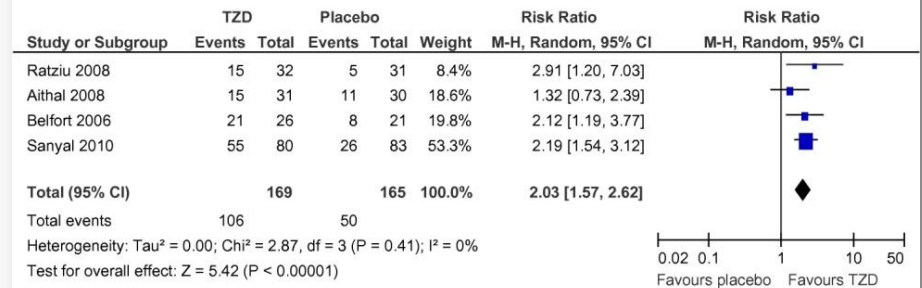 TZD Placebo Risk Ratio Risk Ratio
Study or Subgroup Events Total Events Total Weight M-H, Random, 95% CI M-H, Random, 95% CI
Ratziu 2008 15 32 5 31 8.4% 2.91 [1.20, 7.03]
Aithal 2008 15 31 11 30 18.6% 1.32 [0.73, 2.39]
Belfort 2006 21 26 8 21 19.8% 2.12 [1.19, 3.77]
Sanyal 2010 55 80 26 83 53.3% 2.19 [1.54, 3.12]
Total (95% CI) 169 165 100.0% 2.03 [1.57, 2.62]
Total events 106 50
Heterogeneity: Tau² = 0.00; Chi² = 2.87, df = 3 (P = 0.41); I² = 0%
Test for overall effect: Z = 5.42 (P < 0.00001)
0.02 0.1 1 10 50
Favours placebo Favours TZD